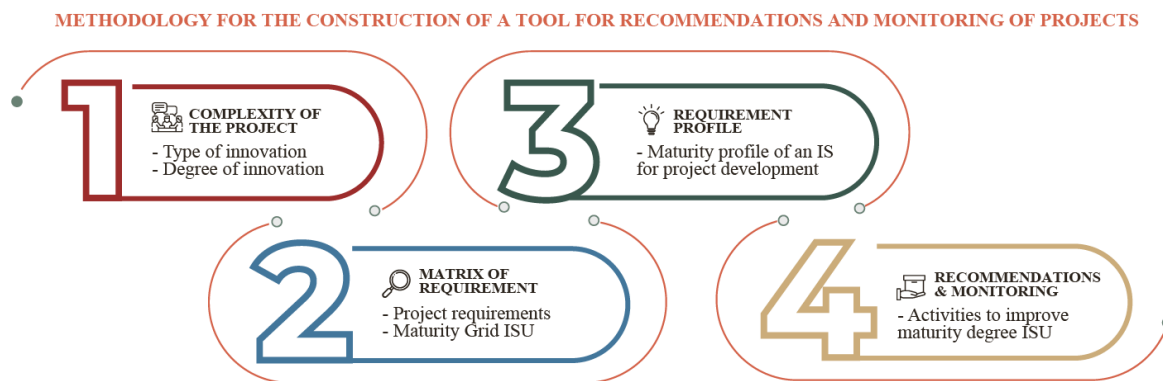 METHODOLOGY FOR THE CONSTRUCTION OF A TOOL FOR RECOMMENDATIONS AND MONITORING OF PROJECTS
1
COMPLEXITY OF
THE PROJECT
- Type of innovation
- Degree of innovation
2
MATRIX OF
REQUIREMENT
- Project requirements
- Maturity Grid ISU
3
REQUIREMENT
PROFILE
- Maturity profile of an IS
for project development
4
RECOMMENDATIONS
& MONITORING
- Activities to improve
maturity degree ISU